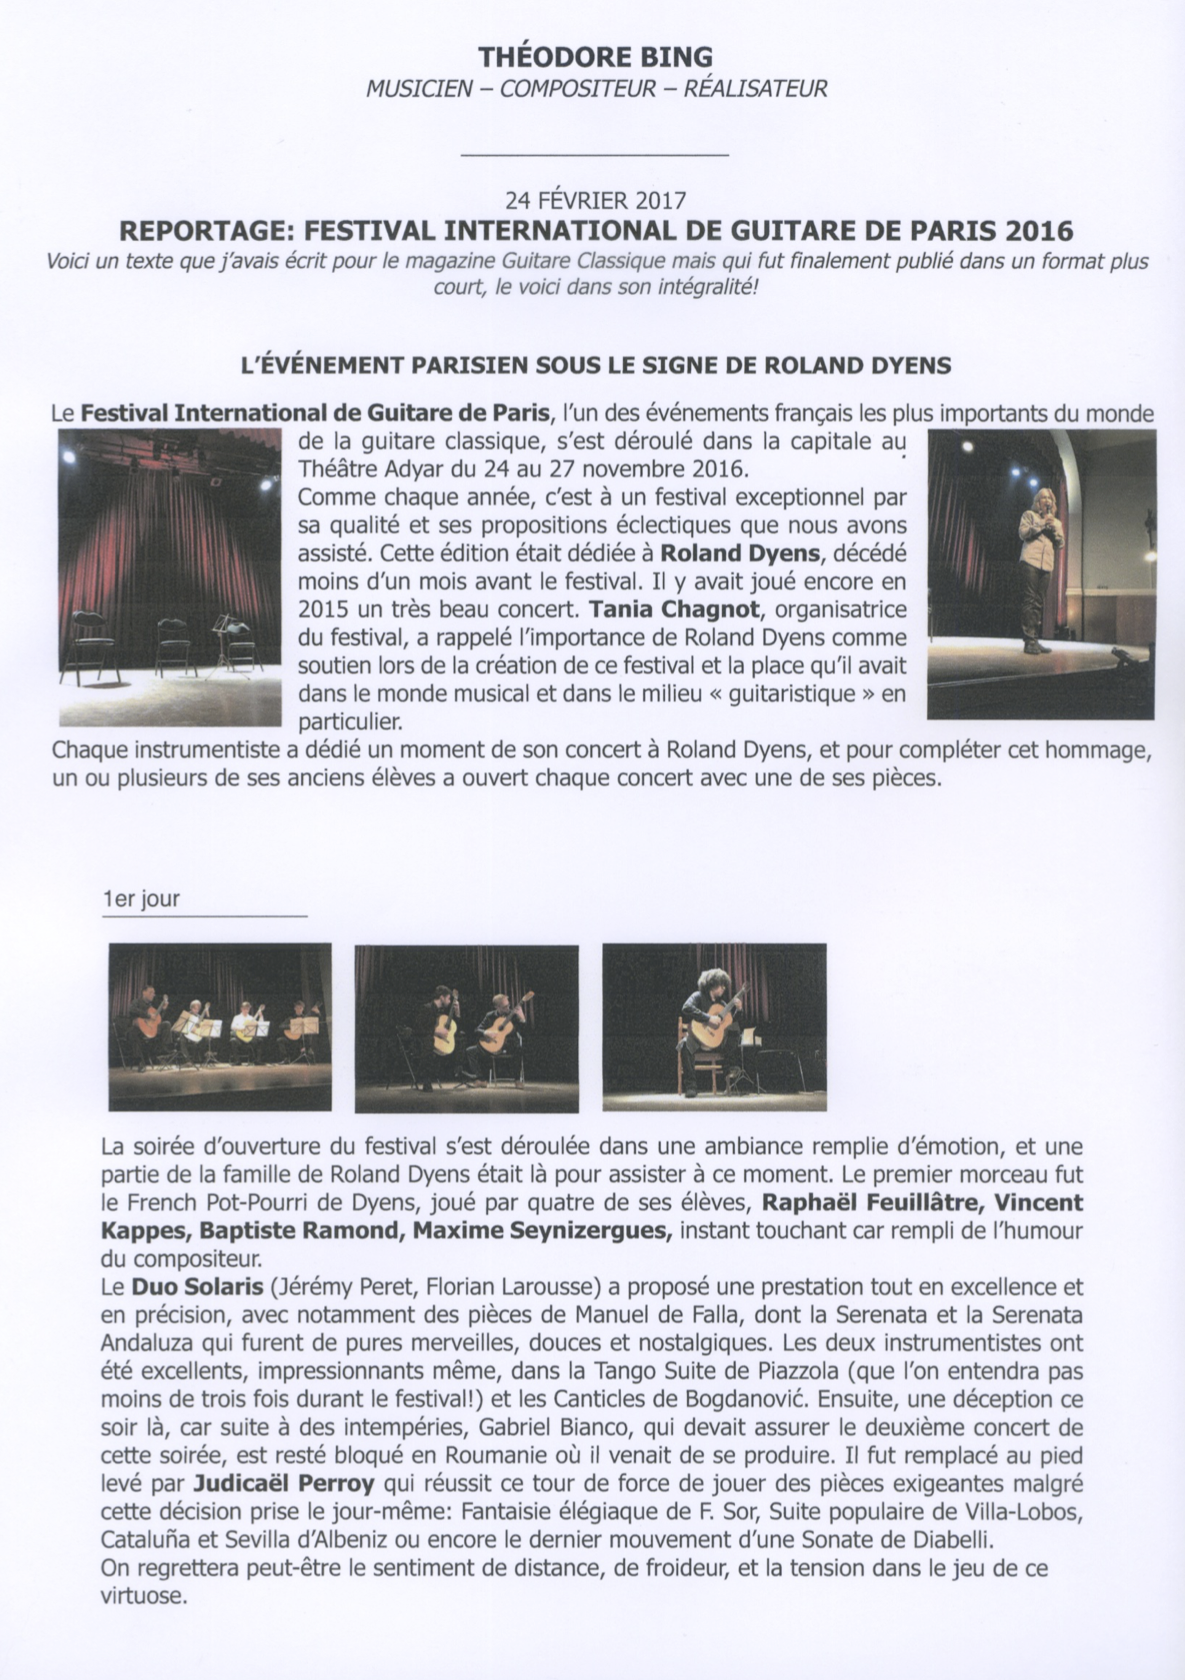 THÉODORE BING
MUSICIEN – COMPOSITEUR – RÉALISATEUR
24 FÉVRIER 2017
REPORTAGE: FESTIVAL INTERNATIONAL DE GUITARE DE PARIS 2016
Voici un texte que j’avais écrit pour le magazine Guitare Classique mais qui fut finalement publié dans un format plus
court, le voici dans son intégralité!
L’ÉVÉNEMENT PARISIEN SOUS LE SIGNE DE ROLAND DYENS
Le Festival International de Guitare de Paris, l’un des événements français les plus importants du monde
de la guitare classique, s’est déroulé dans la capitale au
Théâtre Adyar du 24 au 27 novembre 2016.
Comme chaque année, c’est à un festival exceptionnel par
sa qualité et ses propositions éclectiques que nous avons
assisté. Cette édition était dédiée à Roland Dyens, décédé
moins d’un mois avant le festival. Il y avait joué encore en
2015 un très beau concert. Tania Chagnot, organisatrice
du festival, a rappelé l’importance de Roland Dyens comme
soutien lors de la création de ce festival et la place qu’il avait
dans le monde musical et dans le milieu « guitaristique » en
particulier.
Chaque instrumentiste a dédié un moment de son concert à Roland Dyens, et pour compléter cet hommage,
un ou plusieurs de ses anciens élèves a ouvert chaque concert avec une de ses pièces.
1er jour
La soirée d’ouverture du festival s’est déroulée dans une ambiance remplie d’émotion, et une
partie de la famille de Roland Dyens était là pour assister à ce moment. Le premier morceau fut
le French Pot-Pourri de Dyens, joué par quatre de ses élèves, Raphaël Feuillâtre, Vincent
Kappes, Baptiste Ramond, Maxime Seynizergues, instant touchant car rempli de l’humour
du compositeur.
Le Duo Solaris (Jérémy Peret, Florian Larousse) a proposé une prestation tout en excellence et
en précision, avec notamment des pièces de Manuel de Falla, dont la Serenata et la Serenata
Andaluza qui furent de pures merveilles, douces et nostalgiques. Les deux instrumentistes ont
été excellents, impressionnants même, dans la Tango Suite de Piazzola (que l’on entendra pas
moins de trois fois durant le festival!) et les Canticles de Bogdanović. Ensuite, une déception ce
soir là, car suite à des intempéries, Gabriel Bianco, qui devait assurer le deuxième concert de
cette soirée, est resté bloqué en Roumanie où il venait de se produire. Il fut remplacé au pied
levé par Judicaël Perroy qui réussit ce tour de force de jouer des pièces exigeantes malgré
cette décision prise le jour-même: Fantaisie élégiaque de F. Sor, Suite populaire de Villa-Lobos,
Cataluña et Sevilla d’Albeniz ou encore le dernier mouvement d’une Sonate de Diabelli.
On regrettera peut-être le sentiment de distance, de froideur, et la tension dans le jeu de ce
virtuose.